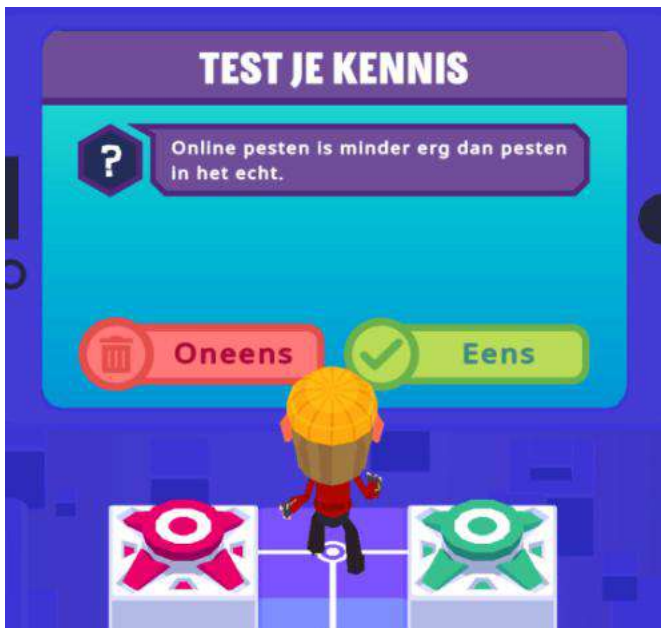 TEST JE KENNIS
?
Online pesten is minder erg dan pesten
in het echt.
Oneens
Eens